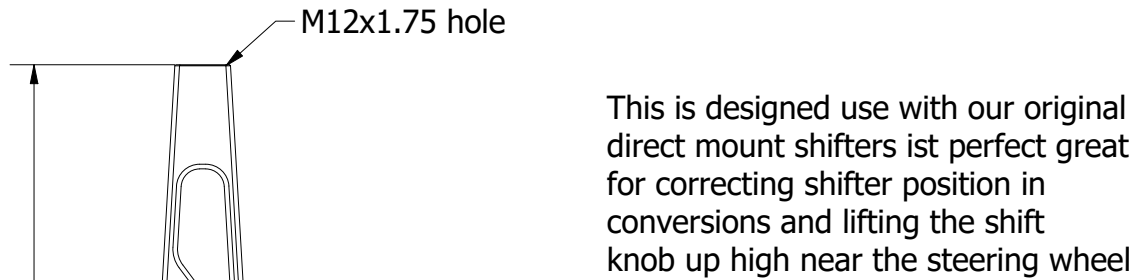 M12x1.75 hole
This is designed use with our original
direct mount shifters ist perfect great
for correcting shifter position in
conversions and lifting the shift
knob up high near the steering wheel